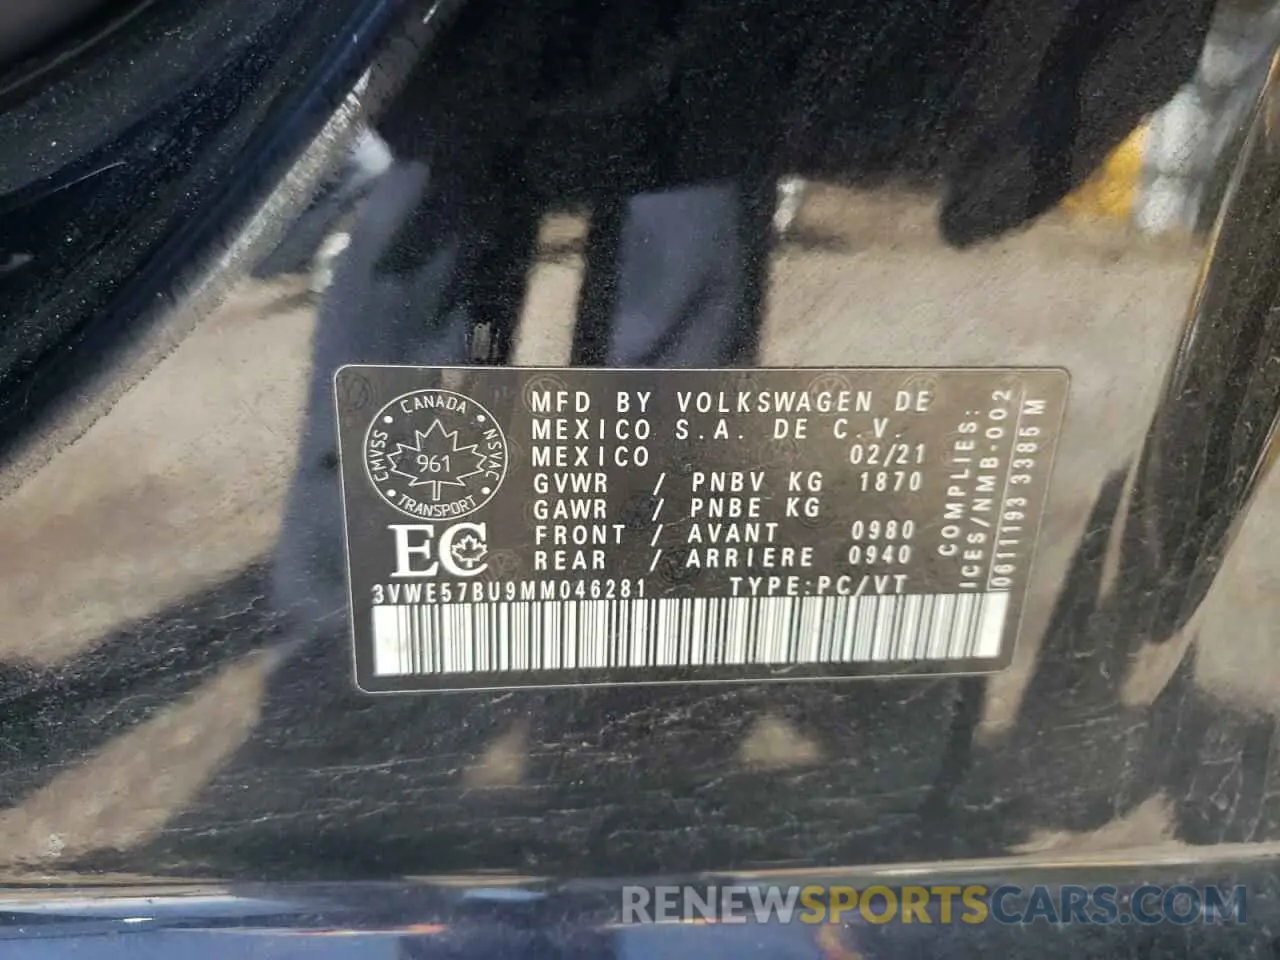 CANADA
CMVSS
NSVAC
961
TRANSPORT
EC
MFD BY VOLKSWAGEN DE
MEXICO S.A. DE C.V.
MEXICO 02/21
GVWR / PNBV KG 1870
GAWR / PNBE KG
FRONT / AVANT 0980
REAR / ARRIERE 0940
3VWE57BU9MM046281 TYPE:PC/VT
COMPLIES:
ICES/NMB-002
0611193 3385M
RENEWSPORTSCARS.COM